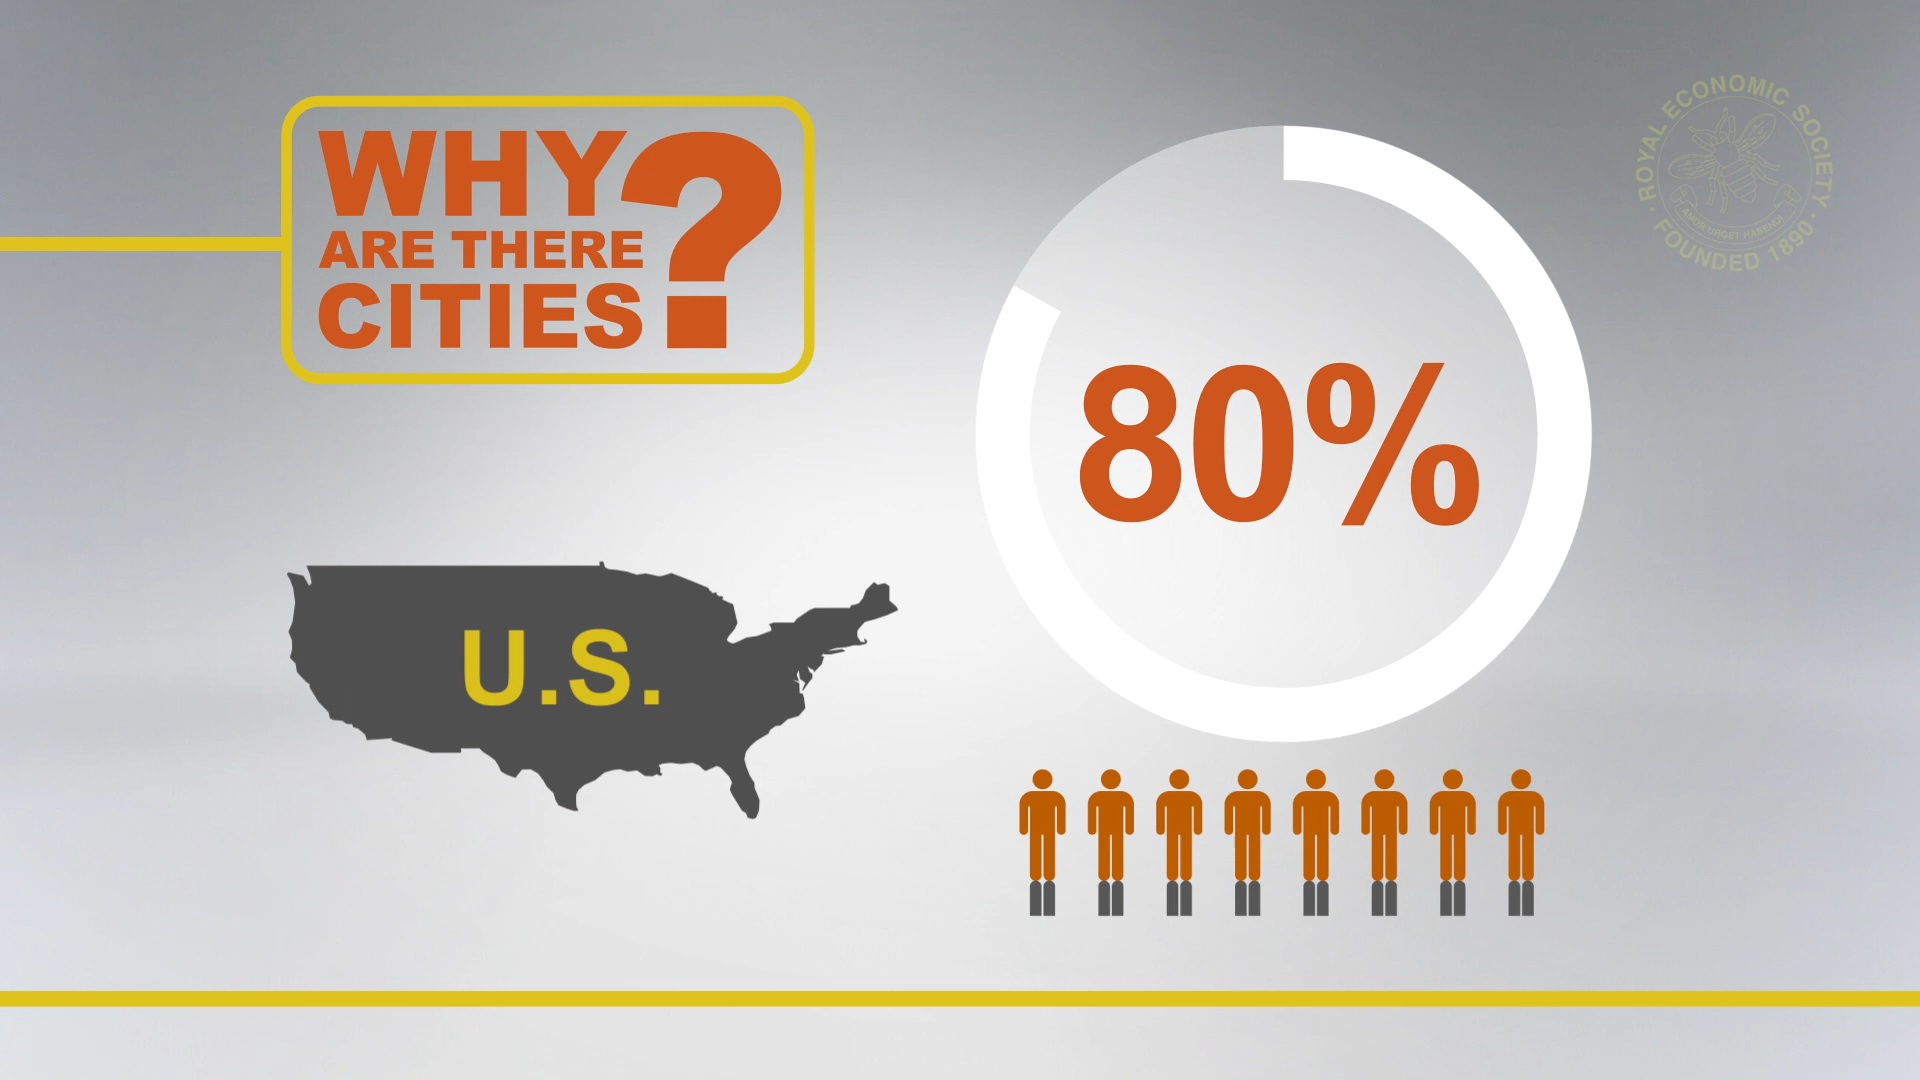 WHY
ARE THERE
CITIES?
80%
U.S.
ROYAL ECONOMIC SOCIETY
· FOUNDED 1890 ·